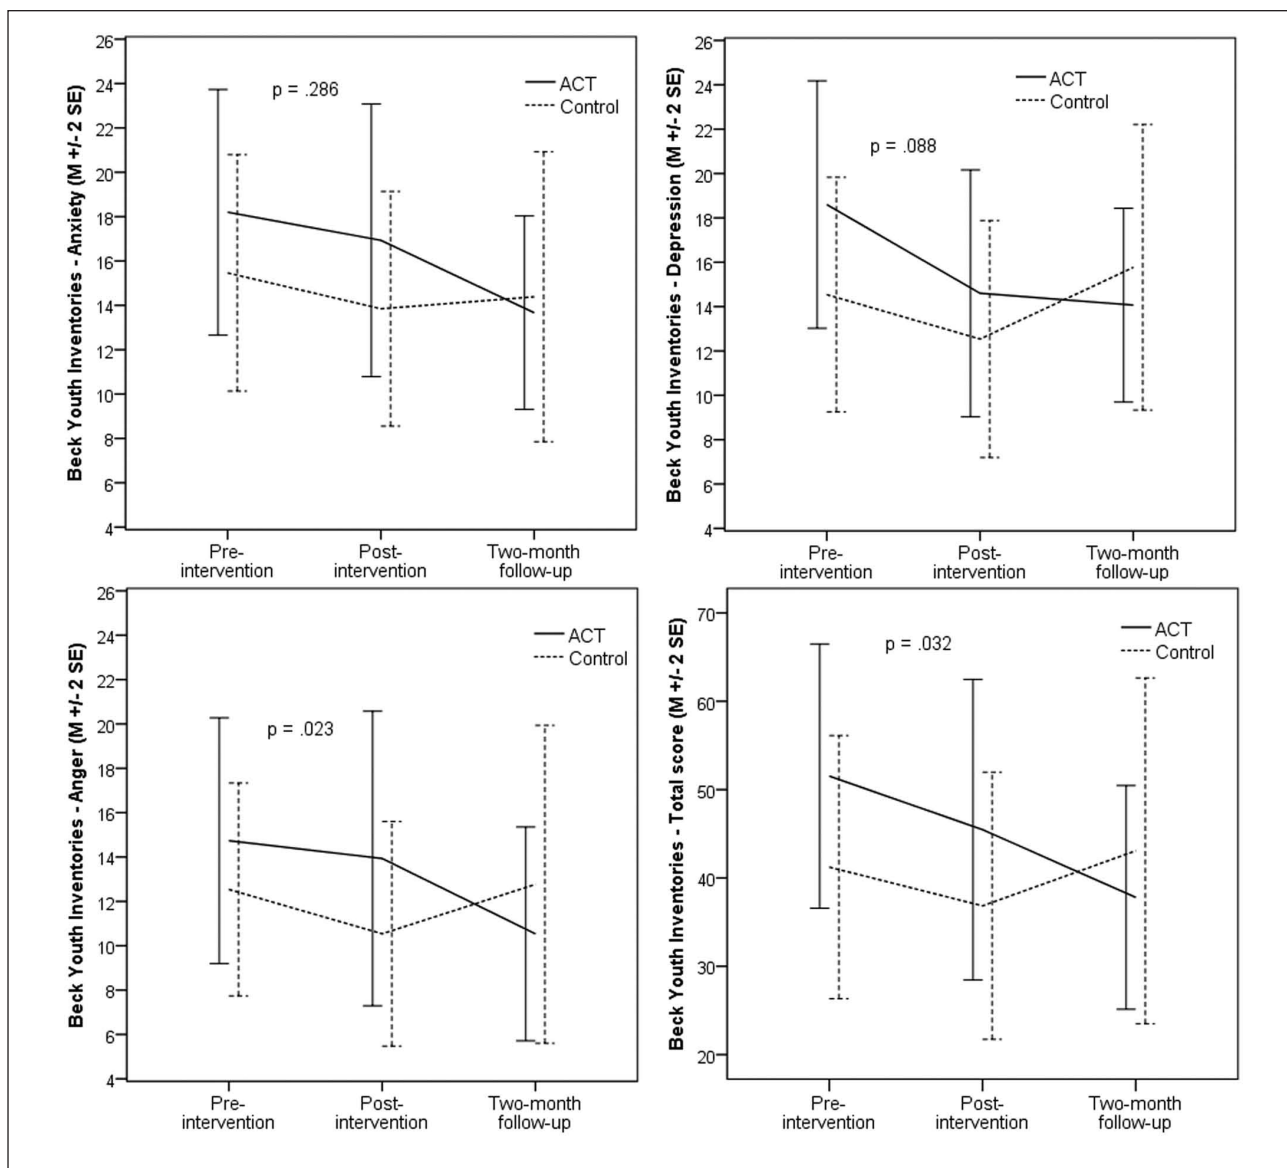 Beck Youth Inventories - Anxiety (M +/- 2 SE)
26
24
22
20
18
16
14
12
10
8
6
4
p = .286
ACT
Control
Pre-
intervention
Post-
intervention
Two-month
follow-up
Beck Youth Inventories - Depression (M +/- 2 SE)
26
24
22
20
18
16
14
12
10
8
6
4
p = .088
ACT
Control
Pre-
intervention
Post-
intervention
Two-month
follow-up
Beck Youth Inventories - Anger (M +/- 2 SE)
26
24
22
20
18
16
14
12
10
8
6
4
p = .023
ACT
Control
Pre-
intervention
Post-
intervention
Two-month
follow-up
Beck Youth Inventories - Total score (M +/- 2 SE)
70
60
50
40
30
20
p = .032
ACT
Control
Pre-
intervention
Post-
intervention
Two-month
follow-up